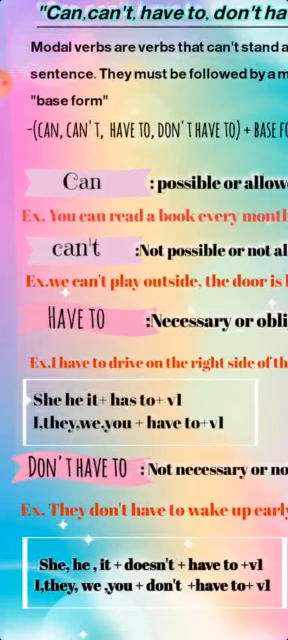 "Can,can't, have to, don't ha
Modal verbs are verbs that can't stand a
sentence. They must be followed by a m
"base form"
-(CAN, CAN'T, HAVE TO, DON'T HAVE TO) + BASE FO
Can : possible or allow
Ex. You can read a book every month
can't :Not possible or not al
Ex.we can't play outside, the door is l
HAVE TO :Necessary or obli
Ex.I have to drive on the right side of th
She he it+ has to+ v1
I,they,we,you + have to+v1
DON'T HAVE TO : Not necessary or no
Ex. They don't have to wake up early
She, he , it + doesn't + have to +v1
I,they, we ,you + don't +have to+ v1